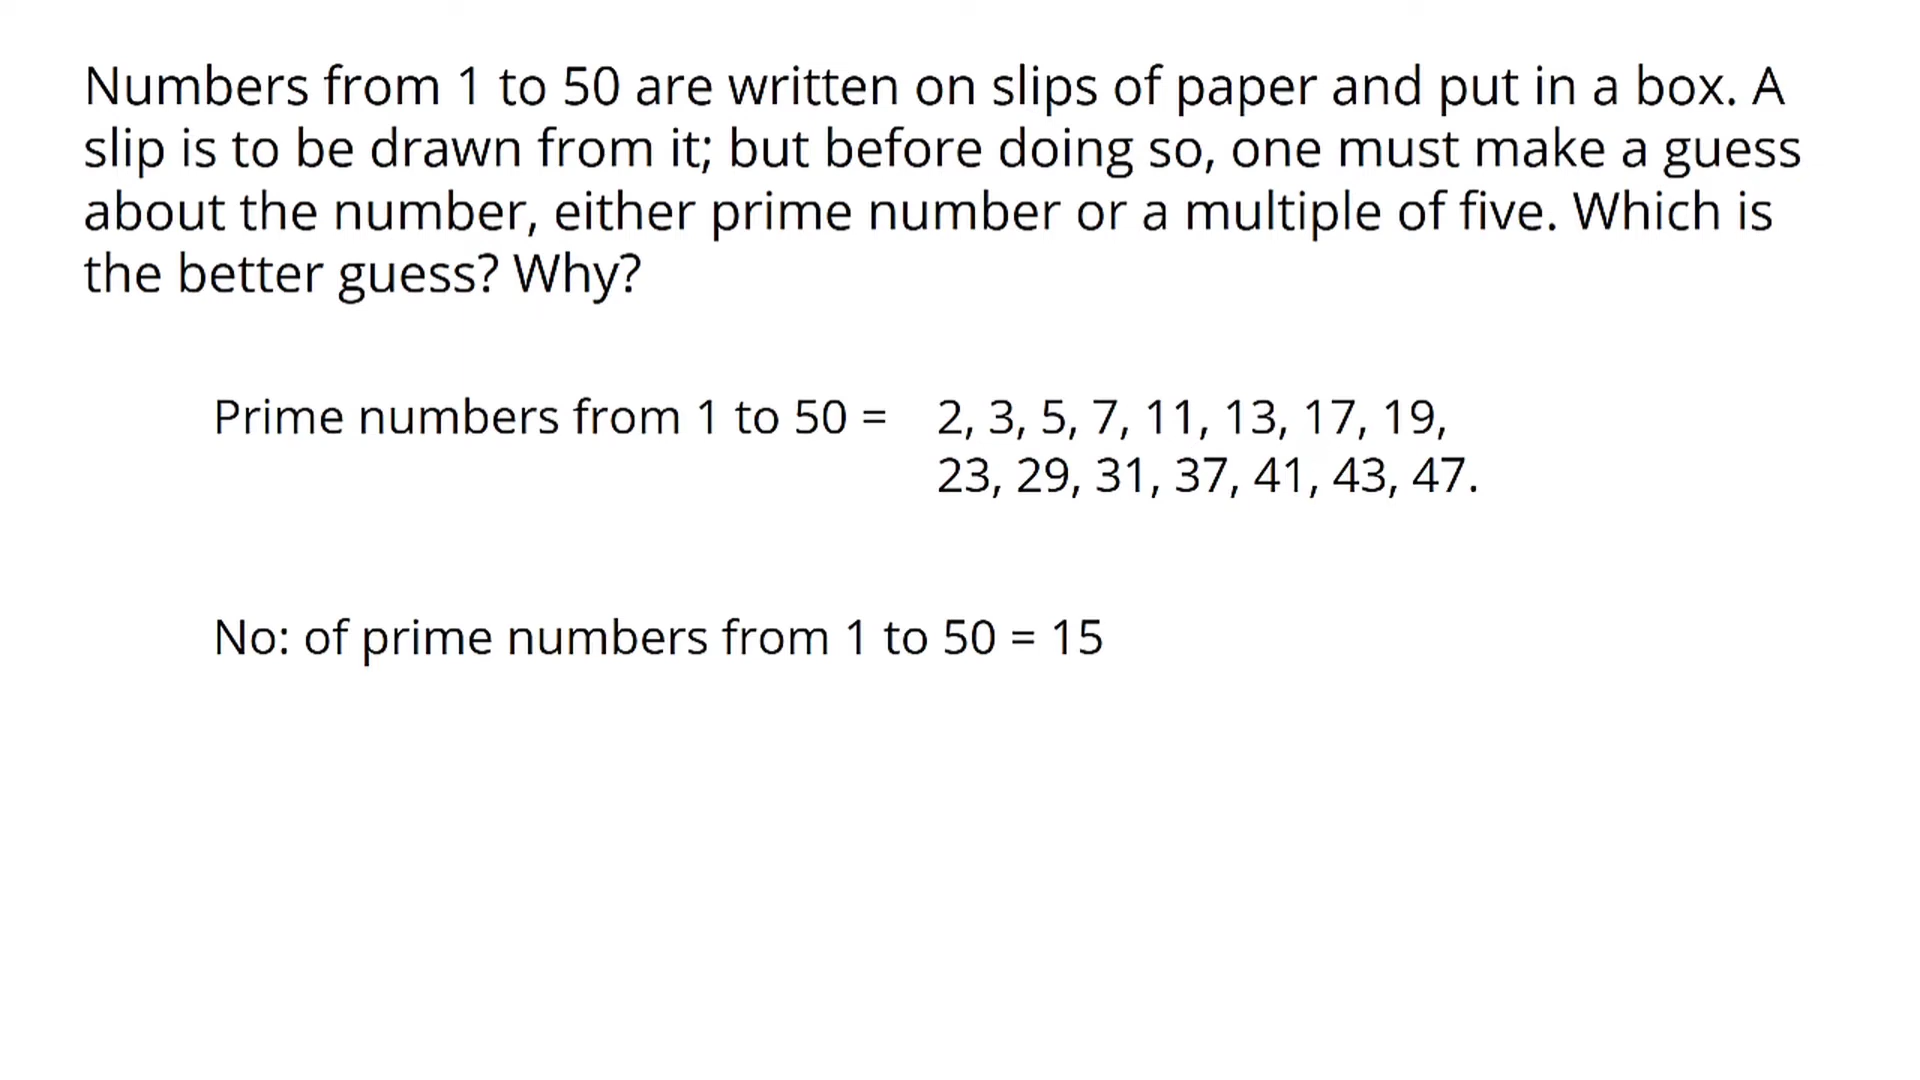 Numbers from 1 to 50 are written on slips of paper and put in a box. A
slip is to be drawn from it; but before doing so, one must make a guess
about the number, either prime number or a multiple of five. Which is
the better guess? Why?
Prime numbers from 1 to 50 = 2, 3, 5, 7, 11, 13, 17, 19,
23, 29, 31, 37, 41, 43, 47.
No: of prime numbers from 1 to 50 = 15